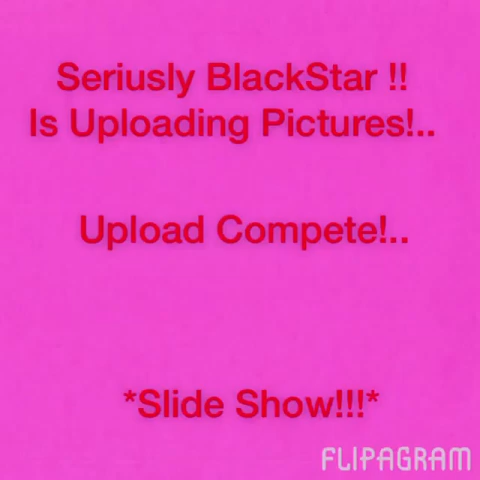 Seriusly BlackStar !!
Is Uploading Pictures!..
Upload Compete!..
*Slide Show!!!*
FLIPAGRAM